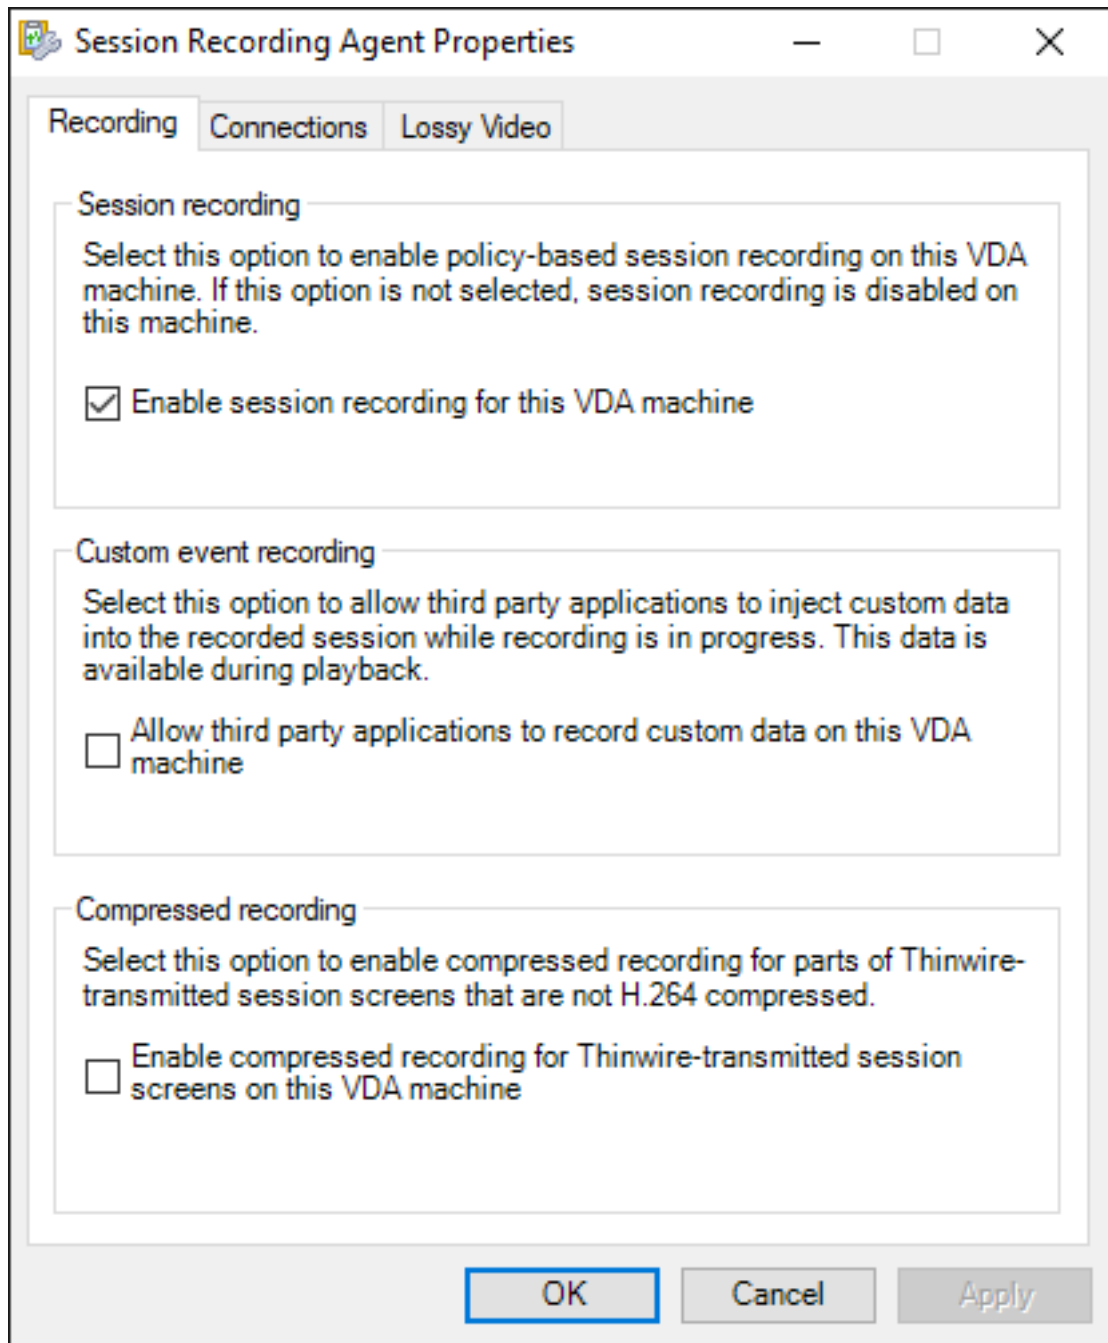 Session Recording Agent Properties
Recording
Connections
Lossy Video
Session recording
Select this option to enable policy-based session recording on this VDA
machine. If this option is not selected, session recording is disabled on
this machine.
Enable session recording for this VDA machine
Custom event recording
Select this option to allow third party applications to inject custom data
into the recorded session while recording is in progress. This data is
available during playback.
Allow third party applications to record custom data on this VDA
machine
Compressed recording
Select this option to enable compressed recording for parts of Thinwire-
transmitted session screens that are not H.264 compressed.
Enable compressed recording for Thinwire-transmitted session
screens on this VDA machine
OK
Cancel
Apply